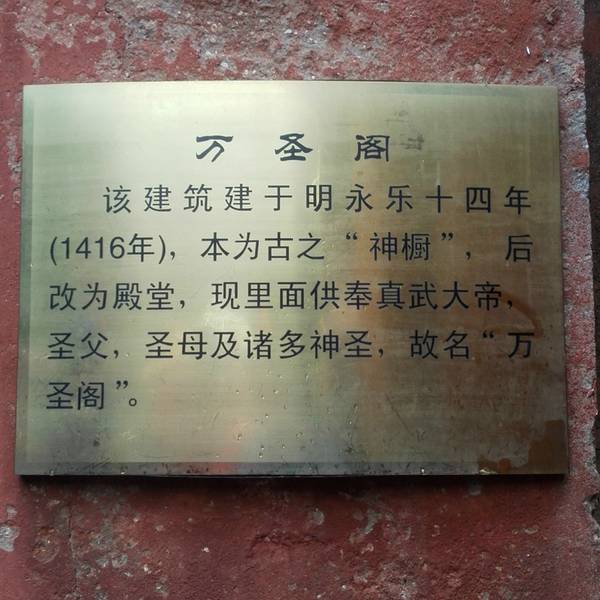 万圣阁
该建筑建于明永乐十四年
(1416年)，本为古之“神橱”，后
改为殿堂，现里面供奉真武大帝，
圣父，圣母及诸多神圣，故名“万
圣阁”。